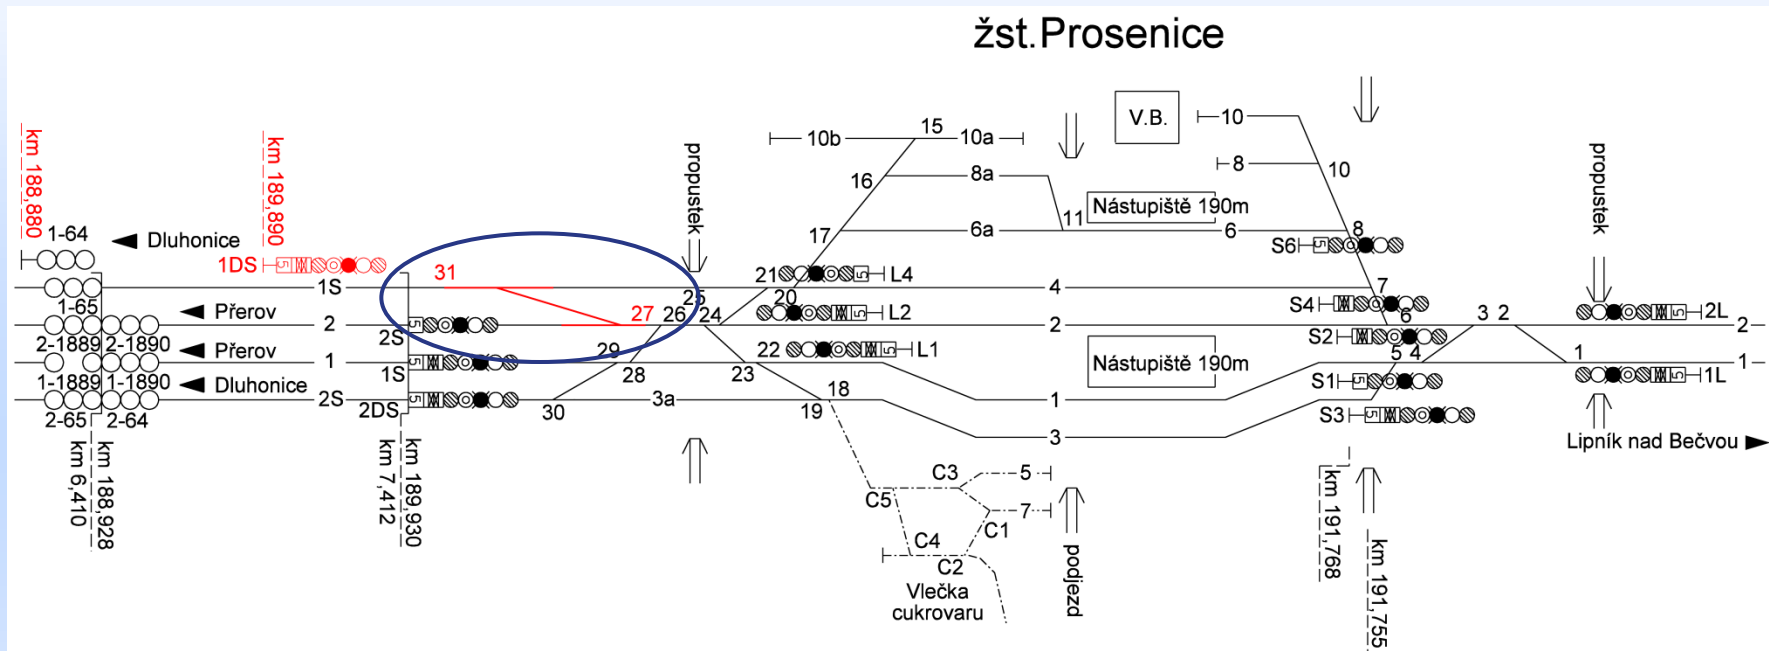 žst.Prosenice
km 188,880
1-64
Dluhonice
km 189,890
1DS
31
1S
1-65
Přerov
2
27
2-1889
2-1890
2S
Přerov
1
29
1-1889
1-1890
1S
28
Dluhonice
2S
2DS
30
3a
2-65
2-64
km 6,410
km 188,928
km 7,412
km 189,930
propustek
25
26
24
21
20
22
23
18
19
10b
15
10a
16
8a
17
6a
11
L4
4
L2
2
L1
1
3
V.B.
Nástupiště 190m
Nástupiště 190m
10
8
10
6
8
S6
7
S4
6
S2
5
4
3
2
S1
S3
1
propustek
2L
2
1
1L
Lipník nad Bečvou
C3
5
C5
C1
7
C4
C2
Vlečka
cukrovaru
podjezd
km 191,768
km 191,755